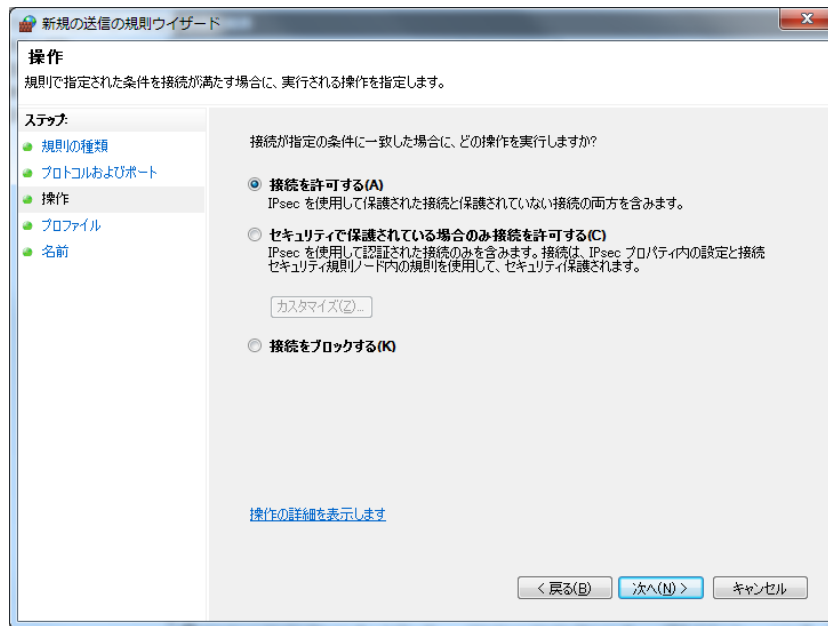 新規の送信の規則ウィザード
操作
規則で指定された条件を接続が満たす場合に、実行される操作を指定します。
ステップ:
規則の種類
プロトコルおよびポート
操作
プロファイル
名前
接続が指定の条件に一致した場合に、どの操作を実行しますか?
接続を許可する(A)
IPsec を使用して保護された接続と保護されていない接続の両方を含みます。
セキュリティで保護されている場合のみ接続を許可する(C)
IPsec を使用して認証された接続のみを含みます。接続は、IPsec プロパティ内の設定と接続
セキュリティ規則ノード内の規則を使用して、セキュリティ保護されます。
カスタマイズ(Z)...
接続をブロックする(K)
操作の詳細を表示します
< 戻る(B)
次へ(N) >
キャンセル